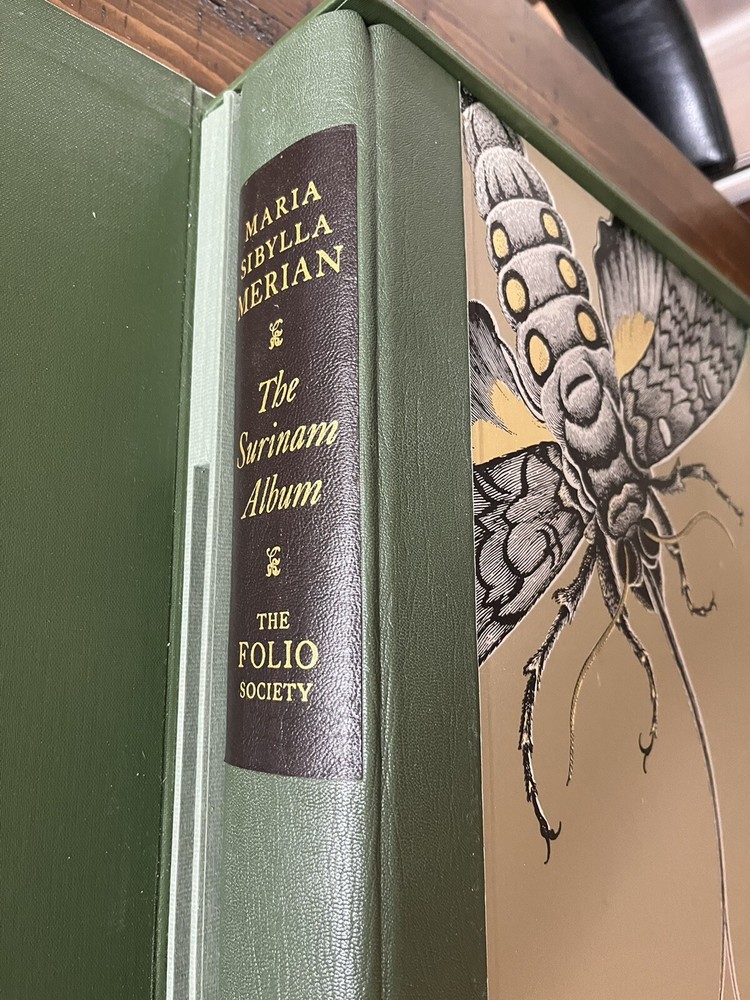 MARIA
SIBYLLA
MERIAN
The
Surinam
Album
THE
FOLIO
SOCIETY